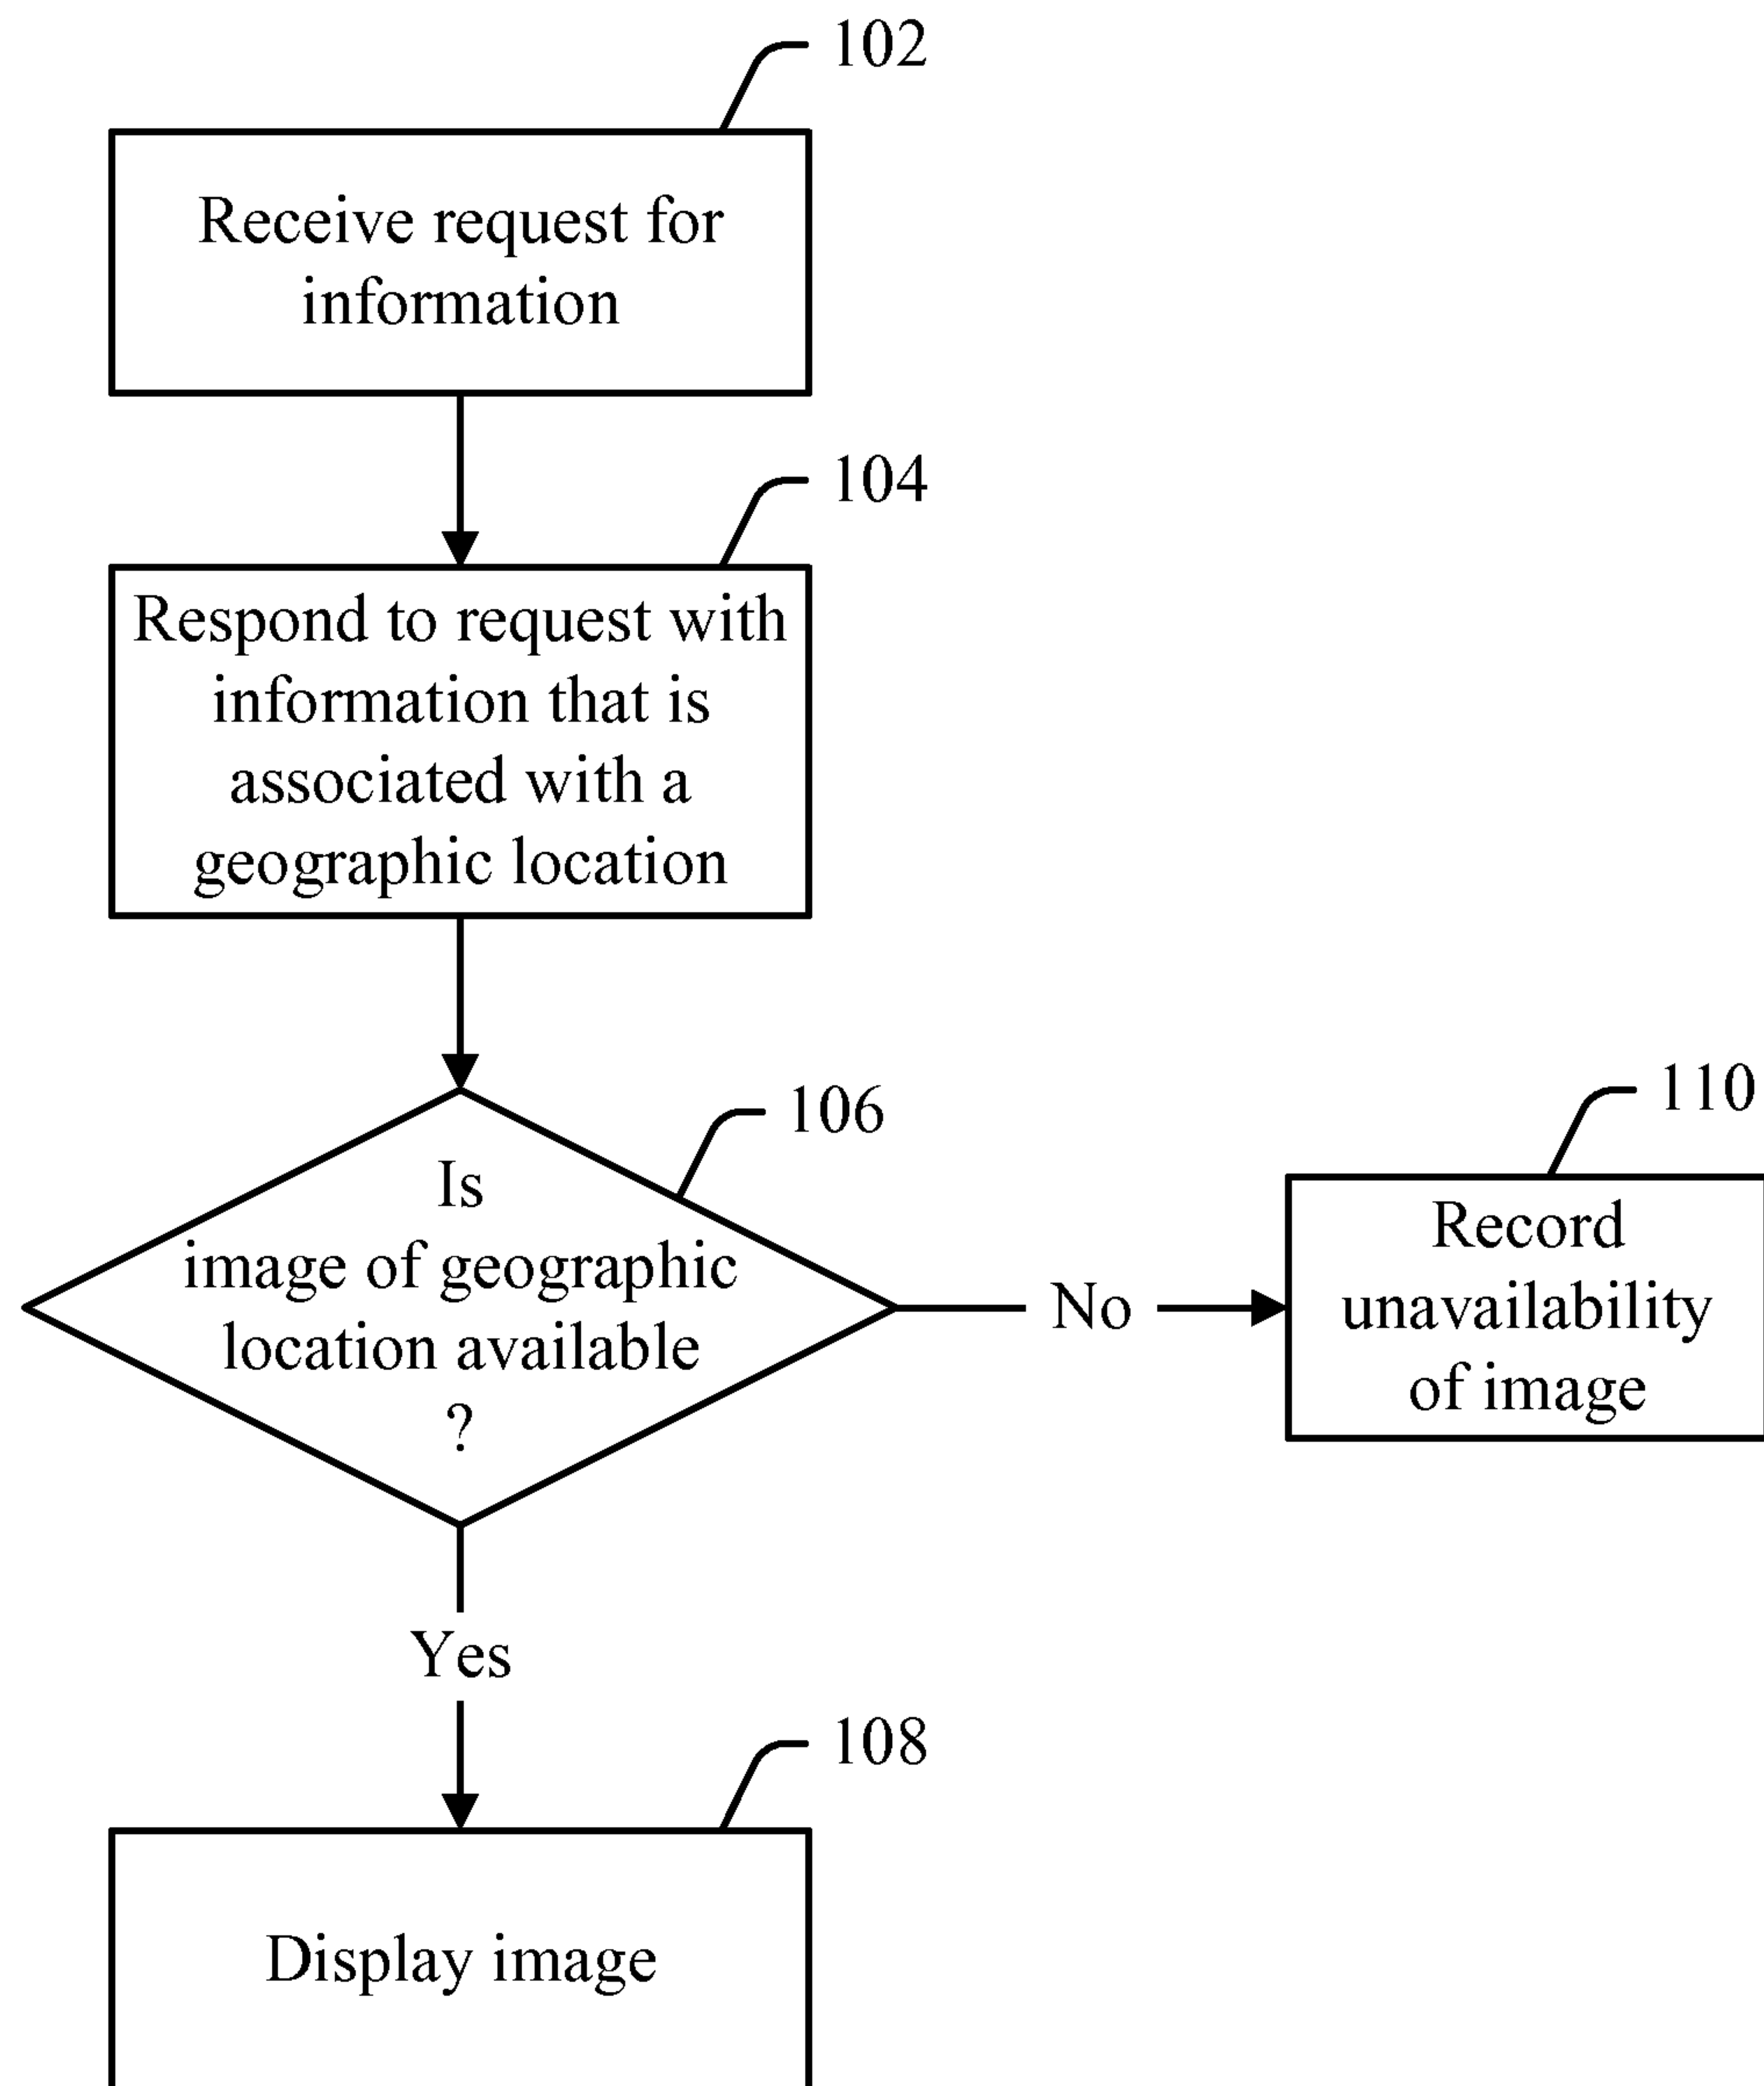 102
Receive request for
information
104
Respond to request with
information that is
associated with a
geographic location
106
Is
image of geographic
location available
?
No
110
Record
unavailability
of image
Yes
108
Display image